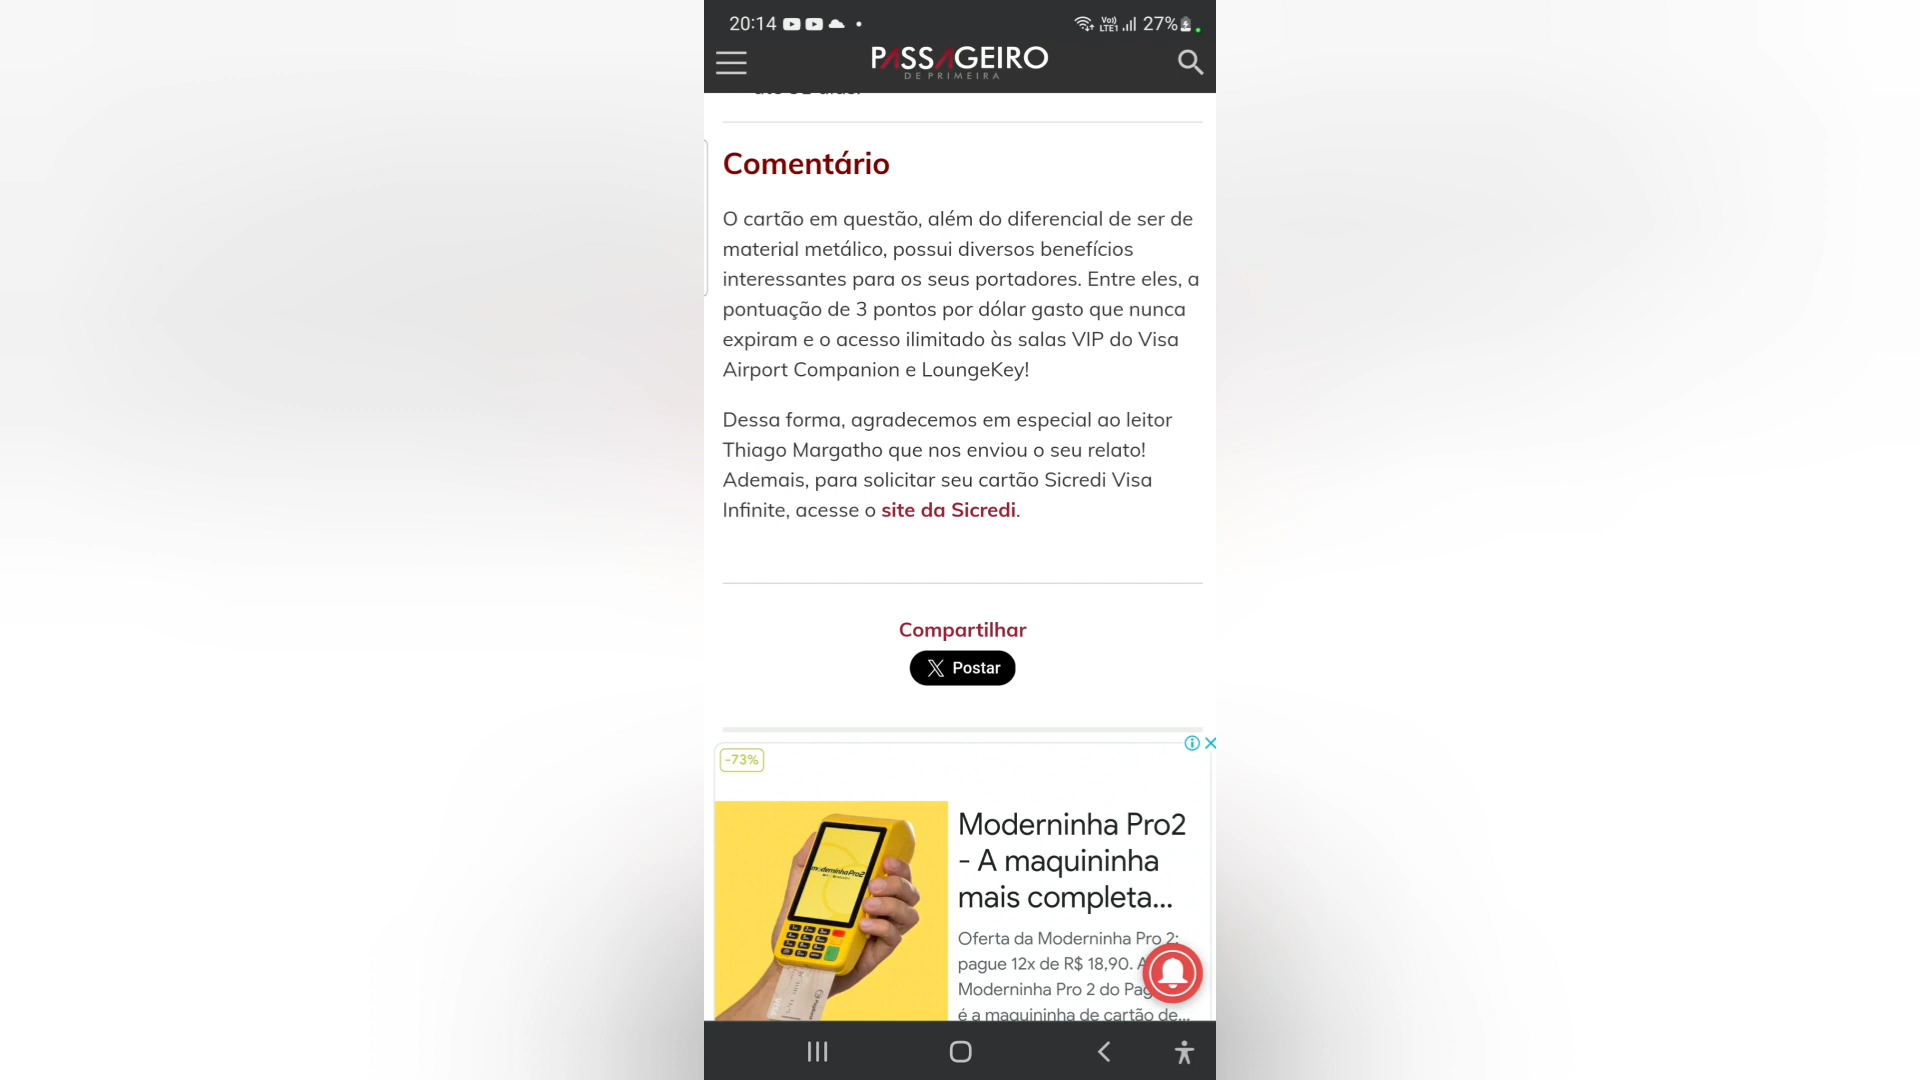 20:14
Vo))
LTE1
27%
PASSAGEIRO
DE PRIMEIRA
Comentário
O cartão em questão, além do diferencial de ser de
material metálico, possui diversos benefícios
interessantes para os seus portadores. Entre eles, a
pontuação de 3 pontos por dólar gasto que nunca
expiram e o acesso ilimitado às salas VIP do Visa
Airport Companion e LoungeKey!
Dessa forma, agradecemos em especial ao leitor
Thiago Margatho que nos enviou o seu relato!
Ademais, para solicitar seu cartão Sicredi Visa
Infinite, acesse o site da Sicredi.
Compartilhar
Postar
-73%
Moderninha Pro2
- A maquininha
mais completa...
Oferta da Moderninha Pro 2:
pague 12x de R$ 18,90.
Moderninha Pro 2 do
é a maquininha de cartão de...
moderninha Pro2